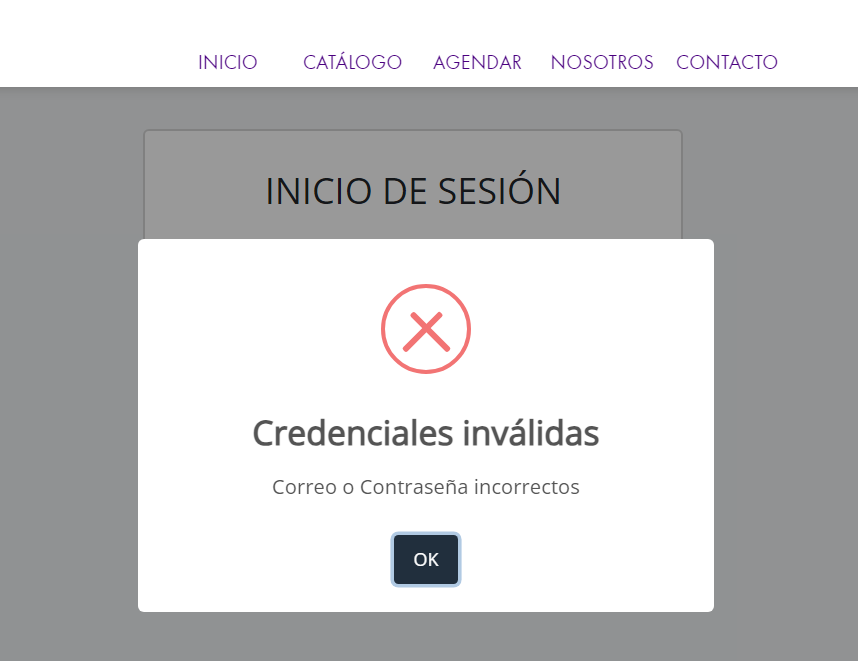 INICIO CATÁLOGO AGENDAR NOSOTROS CONTACTO
INICIO DE SESIÓN
Credenciales inválidas
Correo o Contraseña incorrectos
OK